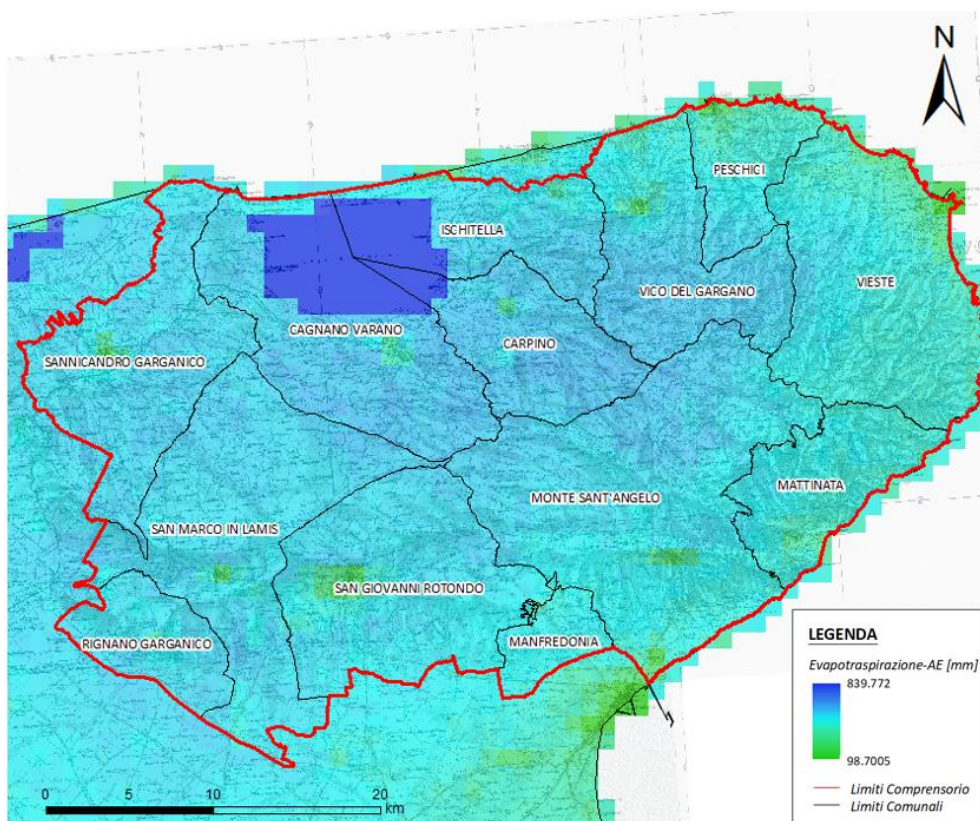 N
PESCHICI
ISCHITELLA
VIESTE
VICO DEL GARGANO
CAGNANO VARANO
CARPINO
SANNICANDRO GARGANICO
MATTINATA
MONTE SANT'ANGELO
SAN MARCO IN LAMIS
SAN GIOVANNI ROTONDO
RIGNANO GARGANICO
MANFREDONIA
LEGENDA
Evapotraspirazione-AE [mm]
839.772
98.7005
Limiti Comprensorio
Limiti Comunali
0 10 20
km